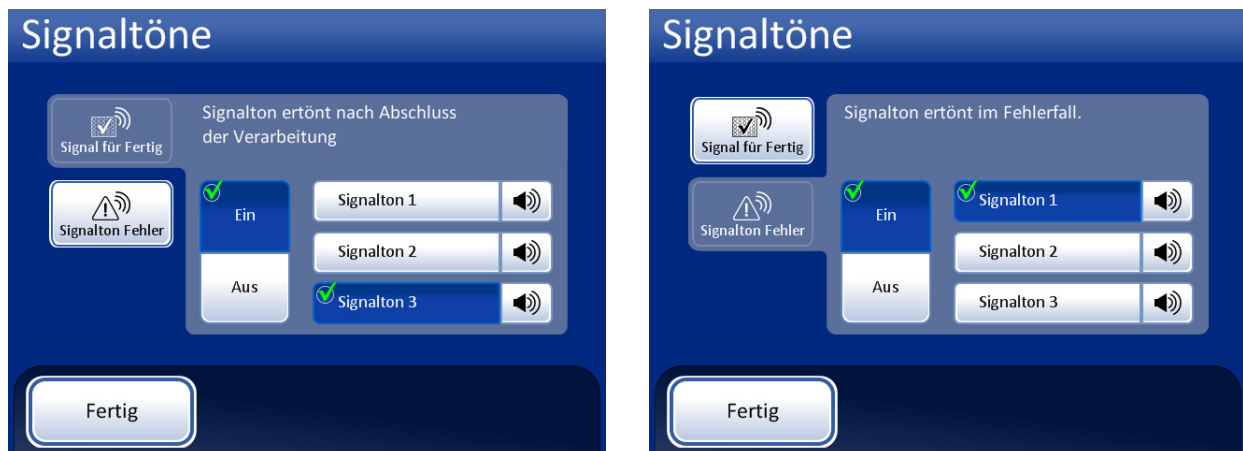 Signaltöne
Signal für Fertig
Signalton ertönt nach Abschluss
der Verarbeitung
Signalton Fehler
Ein
Aus
Signalton 1
Signalton 2
Signalton 3
Fertig
Signaltöne
Signal für Fertig
Signalton ertönt im Fehlerfall.
Signalton Fehler
Ein
Aus
Signalton 1
Signalton 2
Signalton 3
Fertig